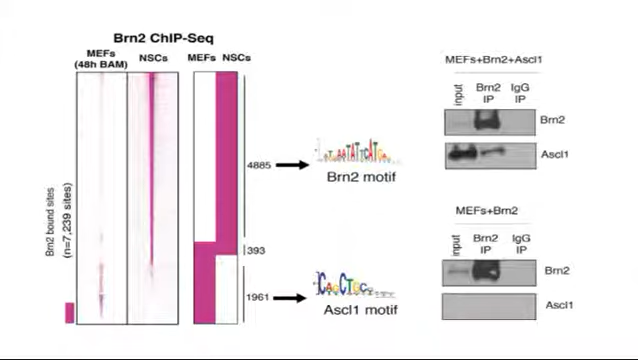 Brn2 ChIP-Seq
MEFs
(48h BAM)
NSCs
MEFs NSCs
Brn2 bound sites
(n=7,239 sites)
4885
393
1961
Brn2 motif
CAGCTG
Ascl1 motif
MEFs+Brn2+Ascl1
input
Brn2
IP
IgG
IP
Brn2
Ascl1
MEFs+Brn2
input
Brn2
IP
IgG
IP
Brn2
Ascl1